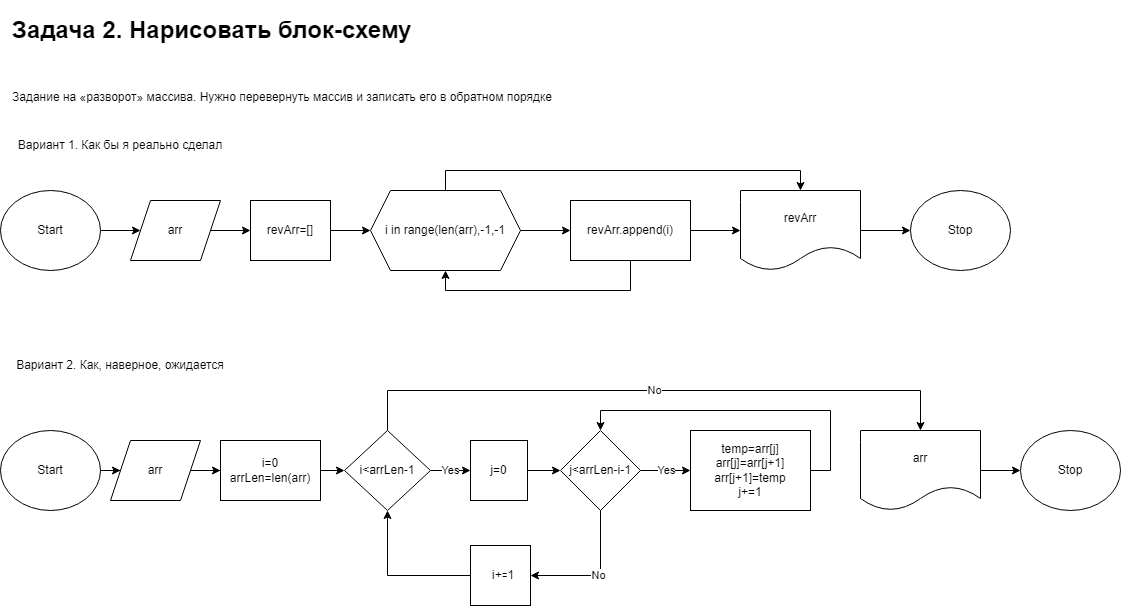 Задача 2. Нарисовать блок-схему
Задание на «разворот» массива. Нужно перевернуть массив и записать его в обратном порядке
Вариант 1. Как бы я реально сделал
Start
arr
revArr=[]
i in range(len(arr),-1,-1
revArr.append(i)
revArr
Stop
Вариант 2. Как, наверное, ожидается
No
Start
arr
i=0
arrLen=len(arr)
i<arrLen-1
Yes
j=0
j<arrLen-i-1
Yes
temp=arr[j]
arr[j]=arr[j+1]
arr[j+1]=temp
j+=1
arr
Stop
i+=1
No